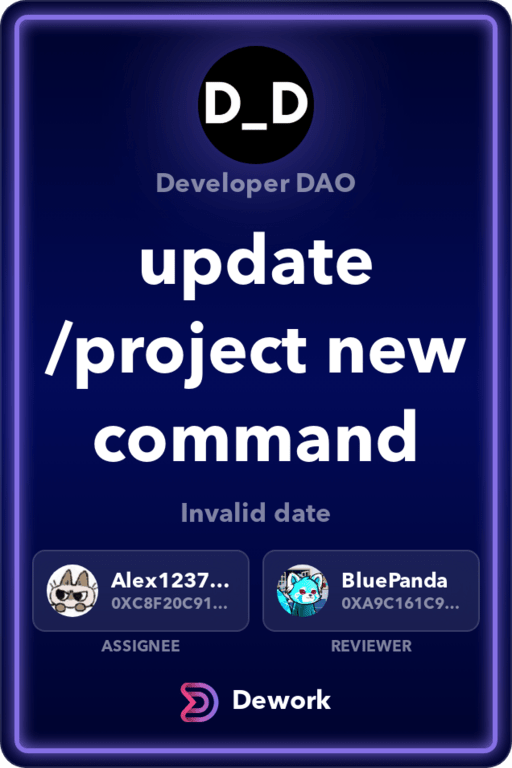 D_D
Developer DAO
update
/project new
command
Invalid date
Alex1237...
0XC8F20C91...
BluePanda
0XA9C161C9...
ASSIGNEE
REVIEWER
Dework